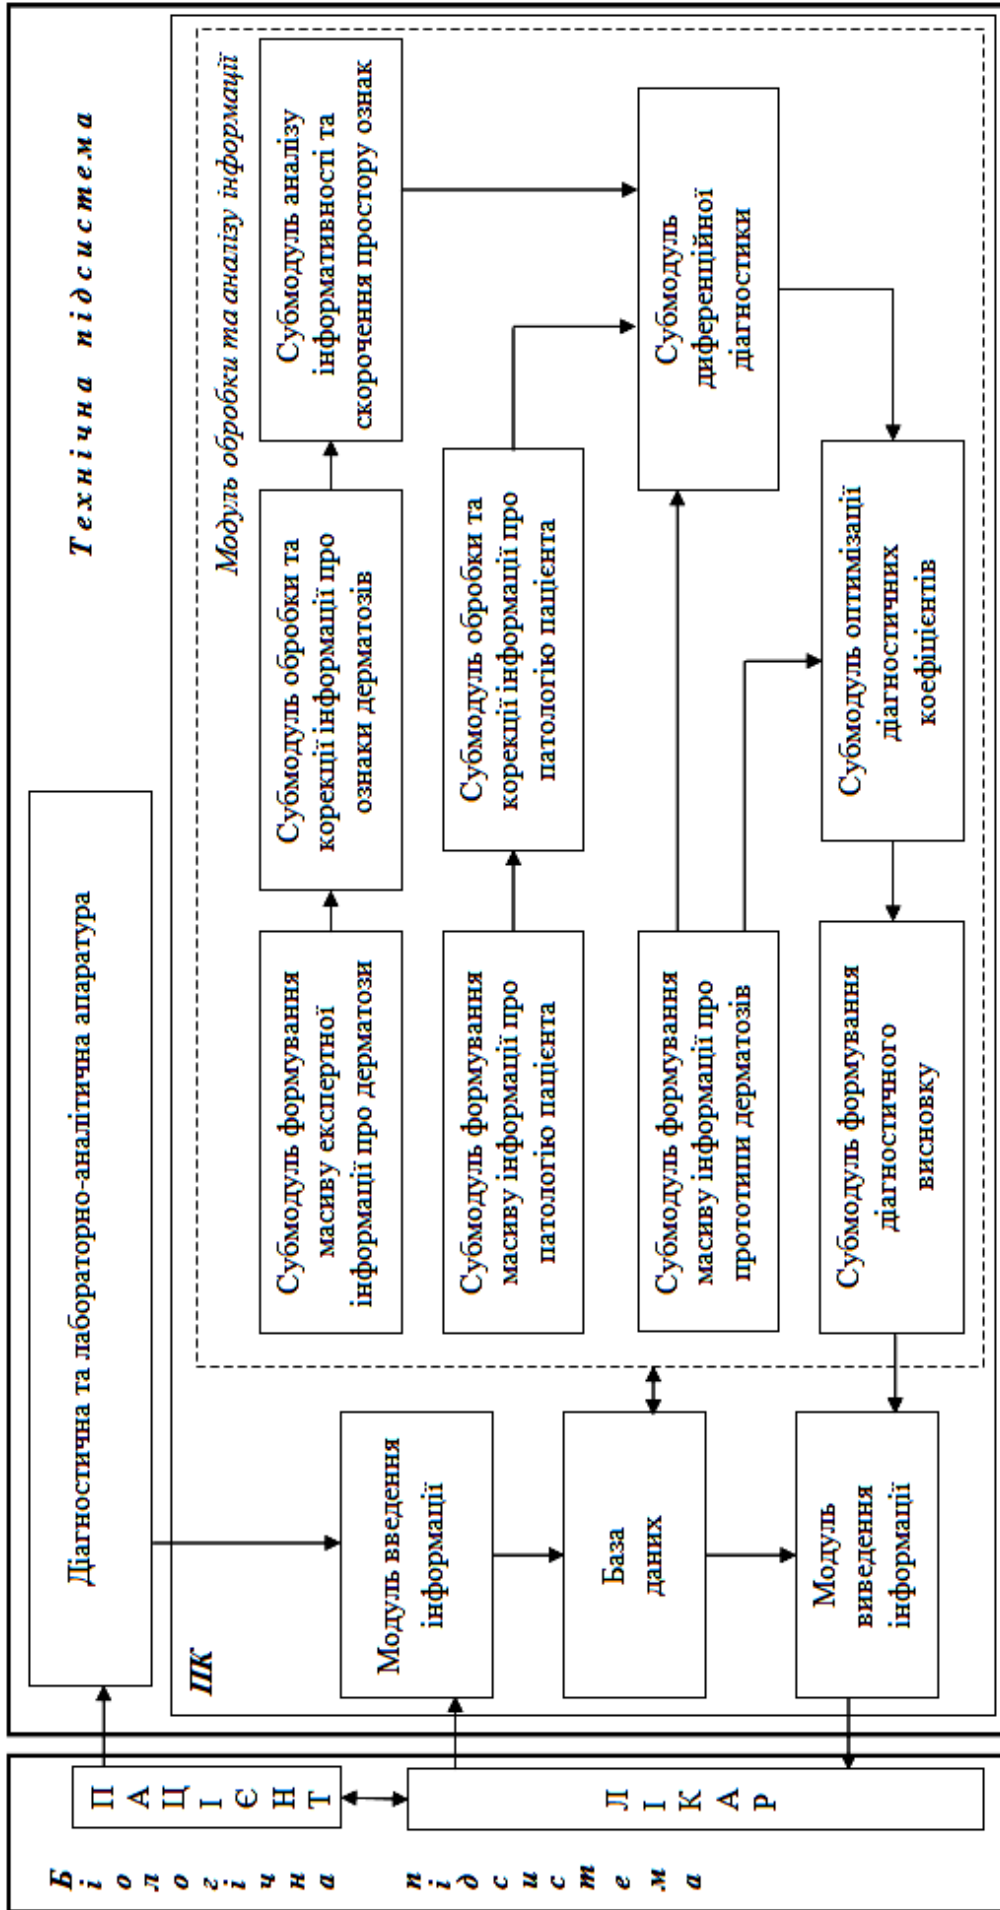 Біологічна
підсистема
ПАЦІЄНТ
ЛІКАР
Технічна підсистема
Діагностична та лабораторно-аналітична апаратура
ПК
Модуль введення
інформації
База
даних
Модуль
виведення
інформації
Модуль обробки та аналізу інформації
Субмодуль формування
масиву експертної
інформації про дерматози
Субмодуль обробки та
корекції інформації про
ознаки дерматозів
Субмодуль аналізу
інформативності та
скорочення простору ознак
Субмодуль формування
масиву інформації про
патологію пацієнта
Субмодуль обробки та
корекції інформації про
патологію пацієнта
Субмодуль формування
масиву інформації про
прототипи дерматозів
Субмодуль
диференційної
діагностики
Субмодуль формування
діагностичного
висновку
Субмодуль оптимізації
діагностичних
коефіцієнтів